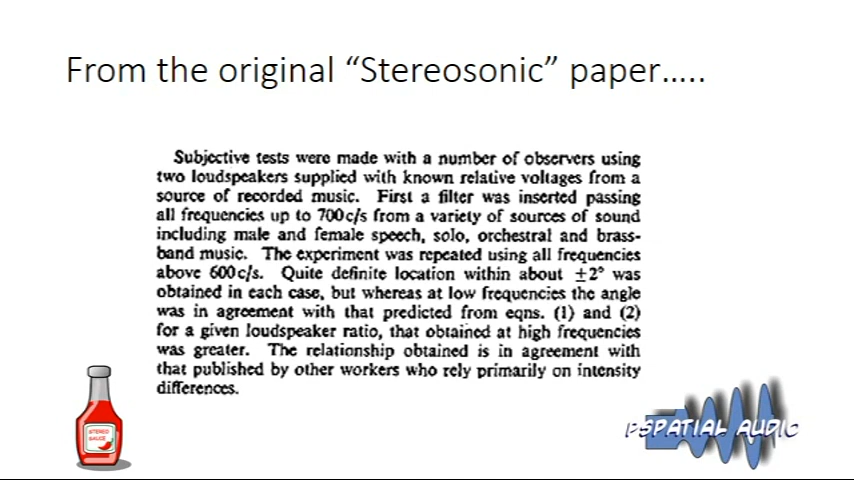 From the original “Stereosonic” paper…..
Subjective tests were made with a number of observers using
two loudspeakers supplied with known relative voltages from a
source of recorded music. First a filter was inserted passing
all frequencies up to 700c/s from a variety of sources of sound
including male and female speech, solo, orchestral and brass-
band music. The experiment was repeated using all frequencies
above 600c/s. Quite definite location within about ±2° was
obtained in each case, but whereas at low frequencies the angle
was in agreement with that predicted from eqns. (1) and (2)
for a given loudspeaker ratio, that obtained at high frequencies
was greater. The relationship obtained is in agreement with
that published by other workers who rely primarily on intensity
differences.
STEREO
SAUCE
PSPATIAL AUDIO